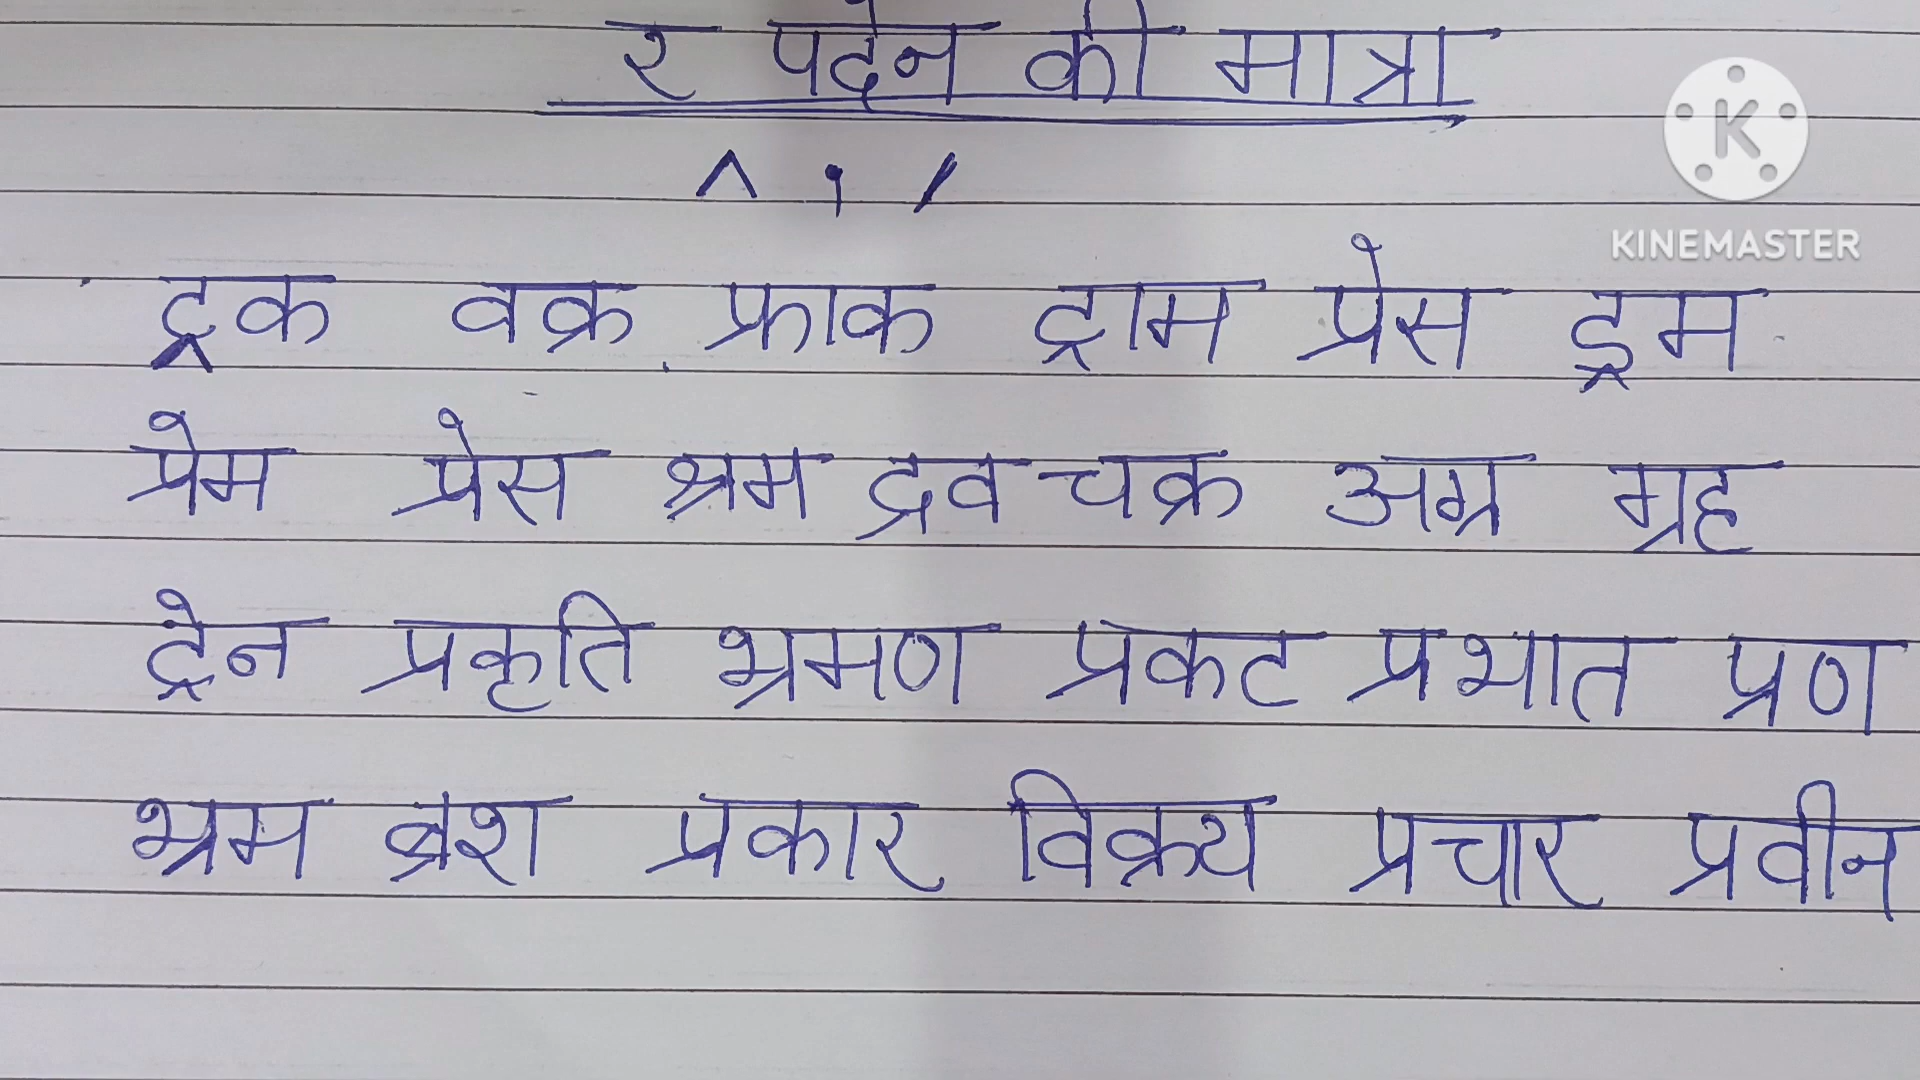 र पदेन की मात्रा
^ , /
ट्रक वक्र फ्राक ट्राम प्रेस ड्रम
प्रेम प्रेस श्रम द्रव चक्र अग्र ग्रह
ट्रेन प्रकृति भ्रमण प्रकट प्रभात प्रण
भ्रम ब्रश प्रकार विक्रय प्रचार प्रवीन
KINEMASTER